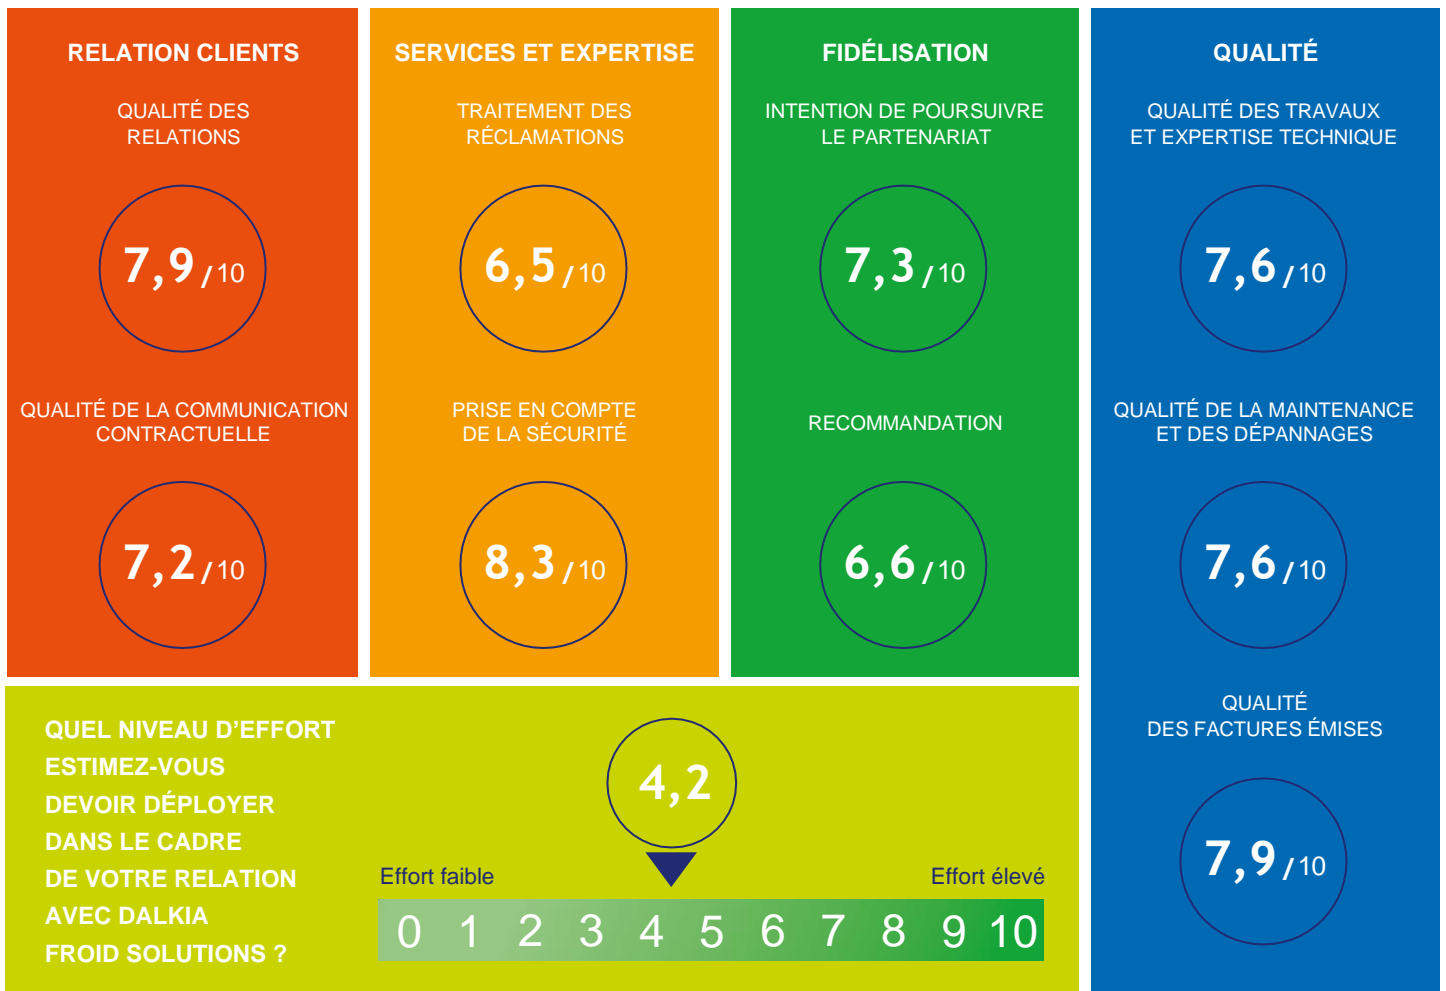 RELATION CLIENTS
QUALITÉ DES
RELATIONS
7,9/10
QUALITÉ DE LA COMMUNICATION
CONTRACTUELLE
7,2/10
SERVICES ET EXPERTISE
TRAITEMENT DES
RÉCLAMATIONS
6,5/10
PRISE EN COMPTE
DE LA SÉCURITÉ
8,3/10
FIDÉLISATION
INTENTION DE POURSUIVRE
LE PARTENARIAT
7,3/10
RECOMMANDATION
6,6/10
QUALITÉ
QUALITÉ DES TRAVAUX
ET EXPERTISE TECHNIQUE
7,6/10
QUALITÉ DE LA MAINTENANCE
ET DES DÉPANNAGES
7,6/10
QUALITÉ
DES FACTURES ÉMISES
7,9/10
QUEL NIVEAU D’EFFORT
ESTIMEZ-VOUS
DEVOIR DÉPLOYER
DANS LE CADRE
DE VOTRE RELATION
AVEC DALKIA
FROID SOLUTIONS ?
4,2
Effort faible Effort élevé
0 1 2 3 4 5 6 7 8 9 10